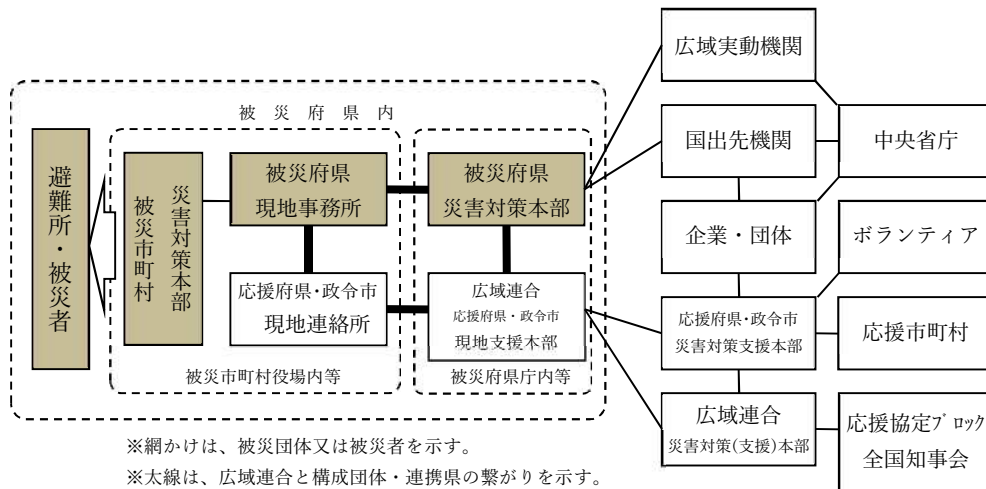 被災府県内
避難所・被災者
被災市町村
災害対策本部
被災府県
現地事務所
応援府県・政令市
現地連絡所
被災市町村役場内等
被災府県
災害対策本部
広域連合
応援府県・政令市
現地支援本部
被災府県庁内等
広域実動機関
国出先機関
中央省庁
企業・団体
ボランティア
応援府県・政令市
災害対策支援本部
応援市町村
広域連合
災害対策(支援)本部
応援協定ブロック
全国知事会
※網かけは、被災団体又は被災者を示す。
※太線は、広域連合と構成団体・連携県の繋がりを示す。